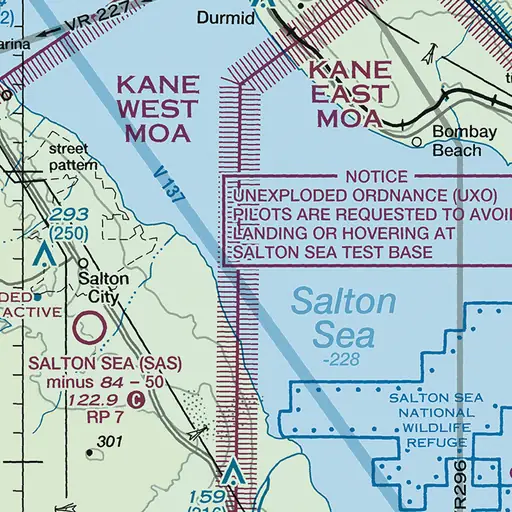 VR 227
Durmid
arina
KANE
WEST
MOA
KANE
EAST
MOA
Bombay
Beach
street
pattern
V 137
NOTICE
UNEXPLODED ORDNANCE (UXO)
PILOTS ARE REQUESTED TO AVOI
LANDING OR HOVERING AT
SALTON SEA TEST BASE
293
(250)
Salton
City
DED
ACTIVE
Salton
Sea
-228
SALTON SEA (SAS)
minus 84 - 50
122.9 C
RP 7
301
SALTON SEA
NATIONAL
WILDLIFE
REFUGE
VR296
159
(216)